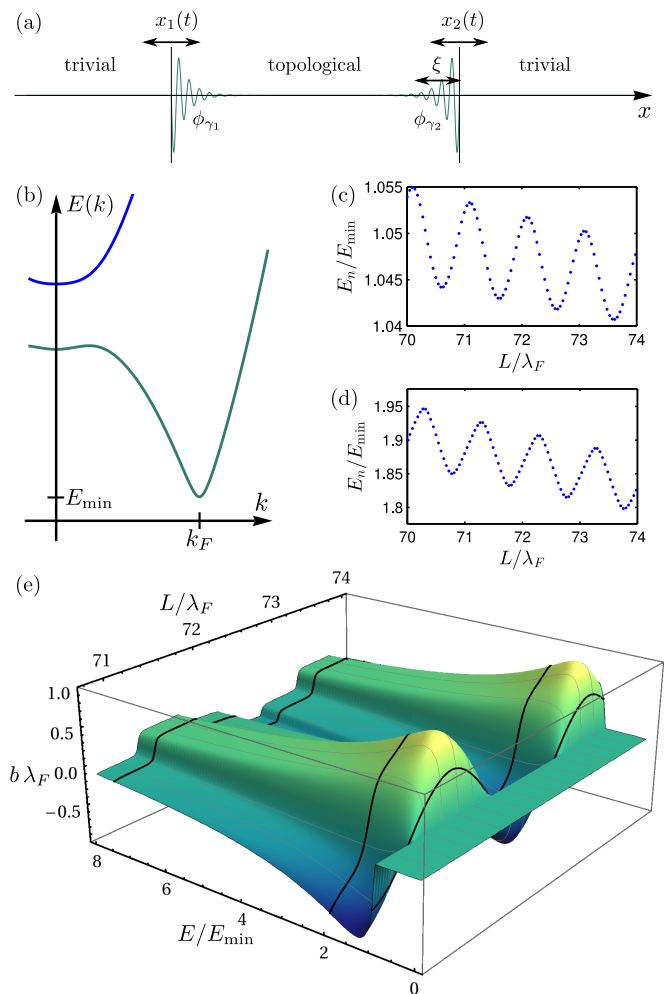 (a)
x₁(t)
x₂(t)
trivial
topological
ξ
trivial
ϕ_γ₁
ϕ_γ₂
x
(b)
E(k)
E_min
k
k_F
(c)
1.055
1.05
1.045
1.04
E_n/E_min
70 71 72 73 74
L/λ_F
(d)
1.95
1.9
1.85
1.8
E_n/E_min
70 71 72 73 74
L/λ_F
(e)
74
73
72
71
L/λ_F
1.0
0.5
0.0
−0.5
b λ_F
8
6
4
2
0
E/E_min